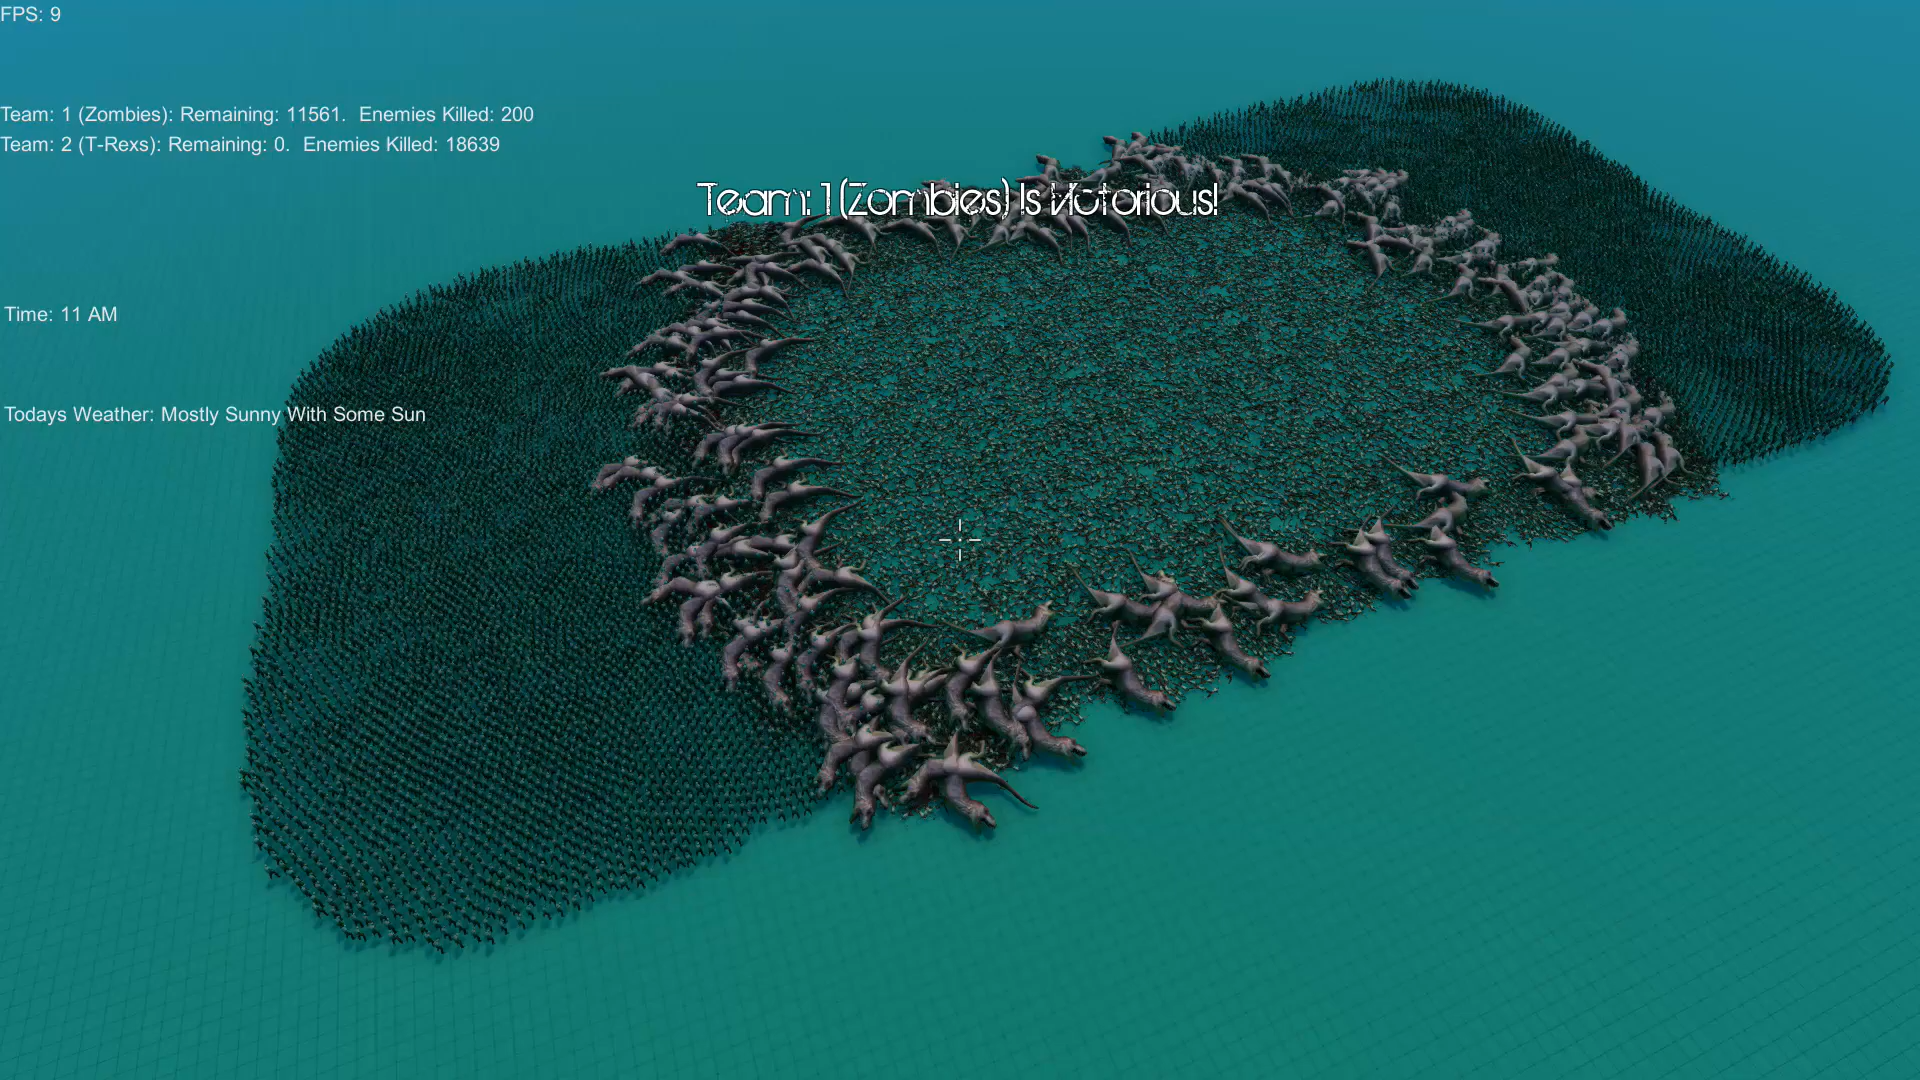 FPS: 9
Team: 1 (Zombies): Remaining: 11561.  Enemies Killed: 200
Team: 2 (T-Rexs): Remaining: 0.  Enemies Killed: 18639
Team: 1 (Zombies) Is Victorious!
Time: 11 AM
Todays Weather: Mostly Sunny With Some Sun